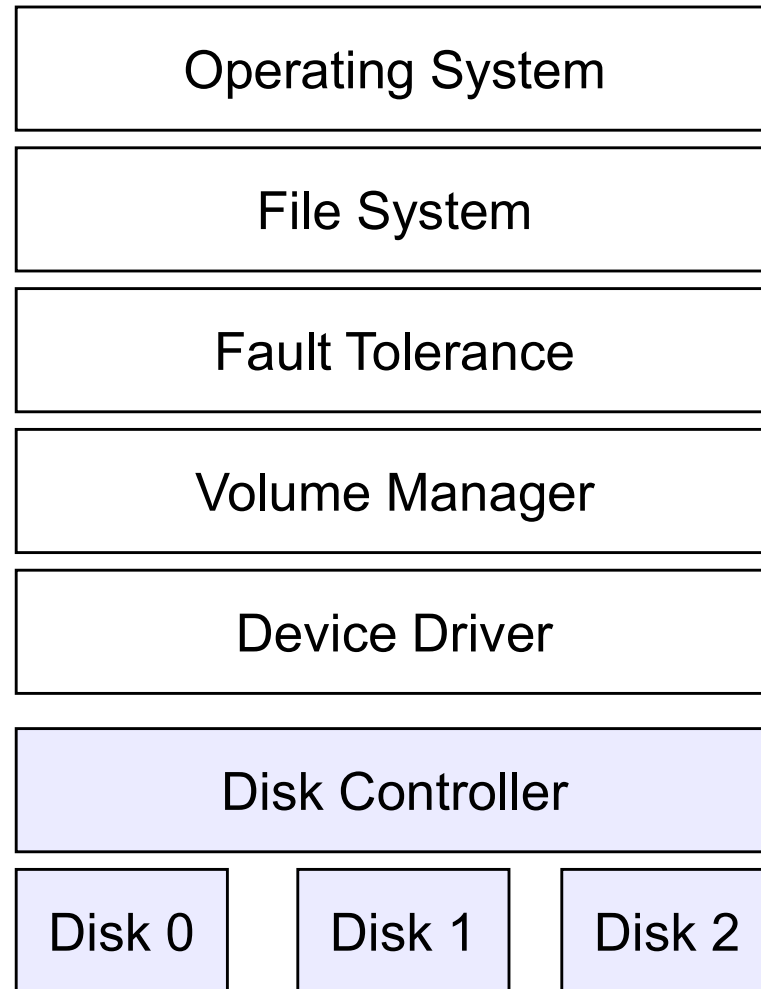 Operating System
File System
Fault Tolerance
Volume Manager
Device Driver
Disk Controller
Disk 0 Disk 1 Disk 2